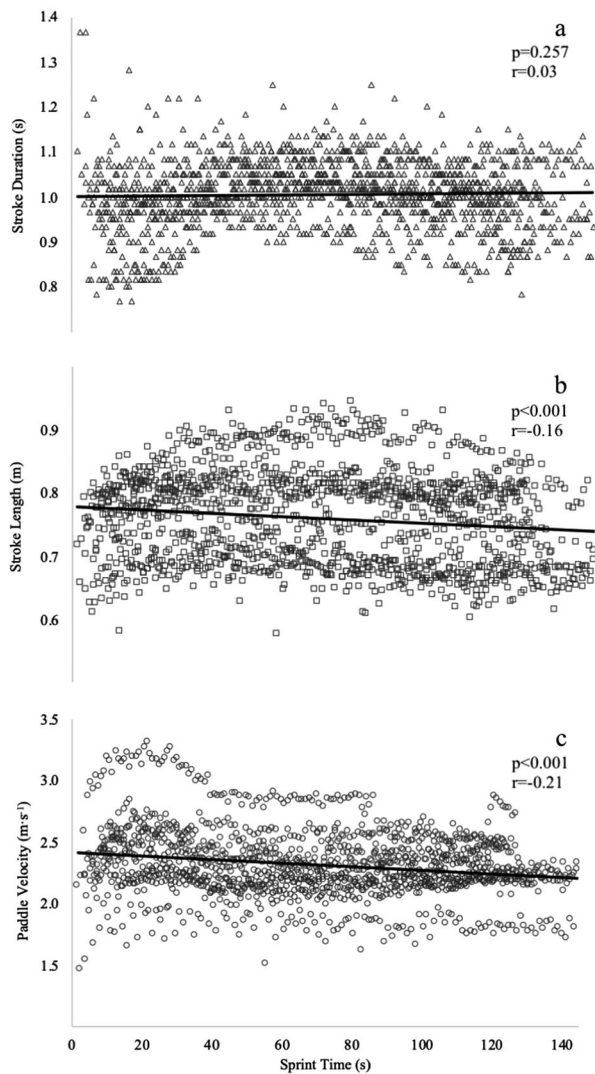 a
p=0.257
r=0.03
1.4
1.3
1.2
1.1
1.0
0.9
0.8
Stroke Duration (s)
b
p<0.001
r=-0.16
0.9
0.8
0.7
0.6
Stroke Length (m)
c
p<0.001
r=-0.21
3.5
3.0
2.5
2.0
1.5
Paddle Velocity (m·s⁻¹)
0 20 40 60 80 100 120 140
Sprint Time (s)